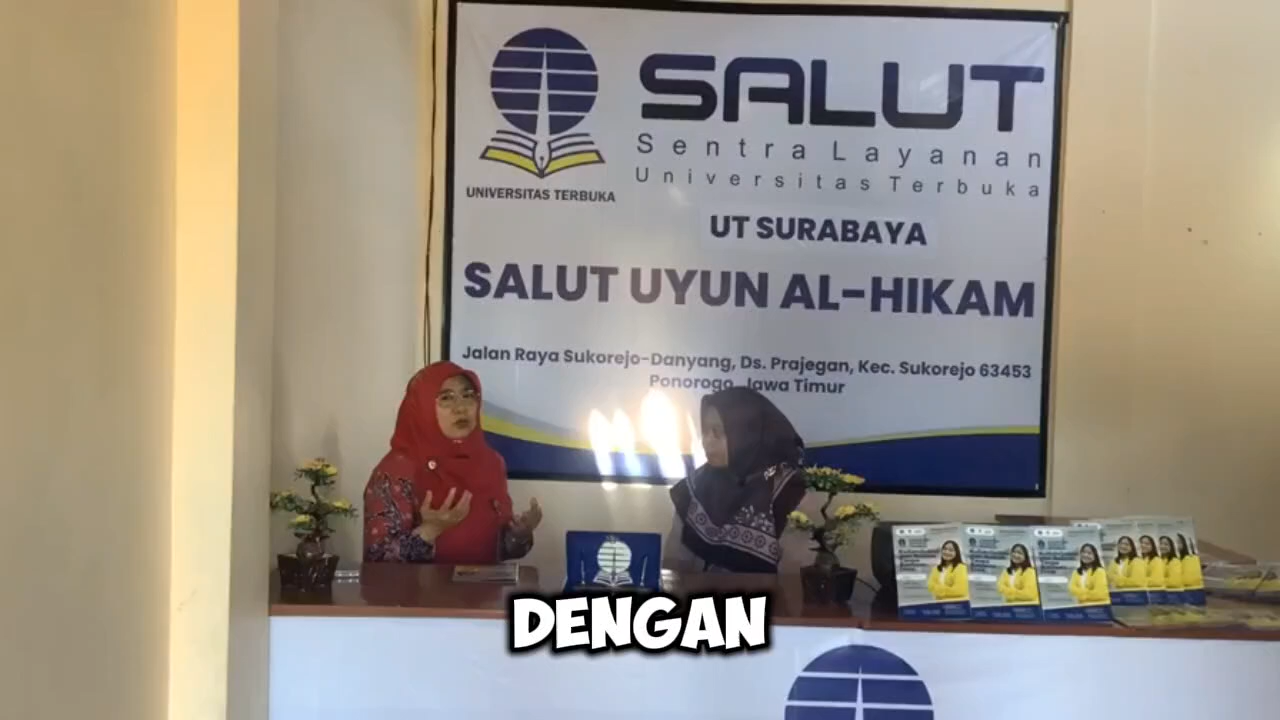 SALUT
Sentra Layanan
Universitas Terbuka
UNIVERSITAS TERBUKA
UT SURABAYA
SALUT UYUN AL-HIKAM
Jalan Raya Sukorejo-Danyang, Ds. Prajegan, Kec. Sukorejo 63453
Ponorogo, Jawa Timur
DENGAN